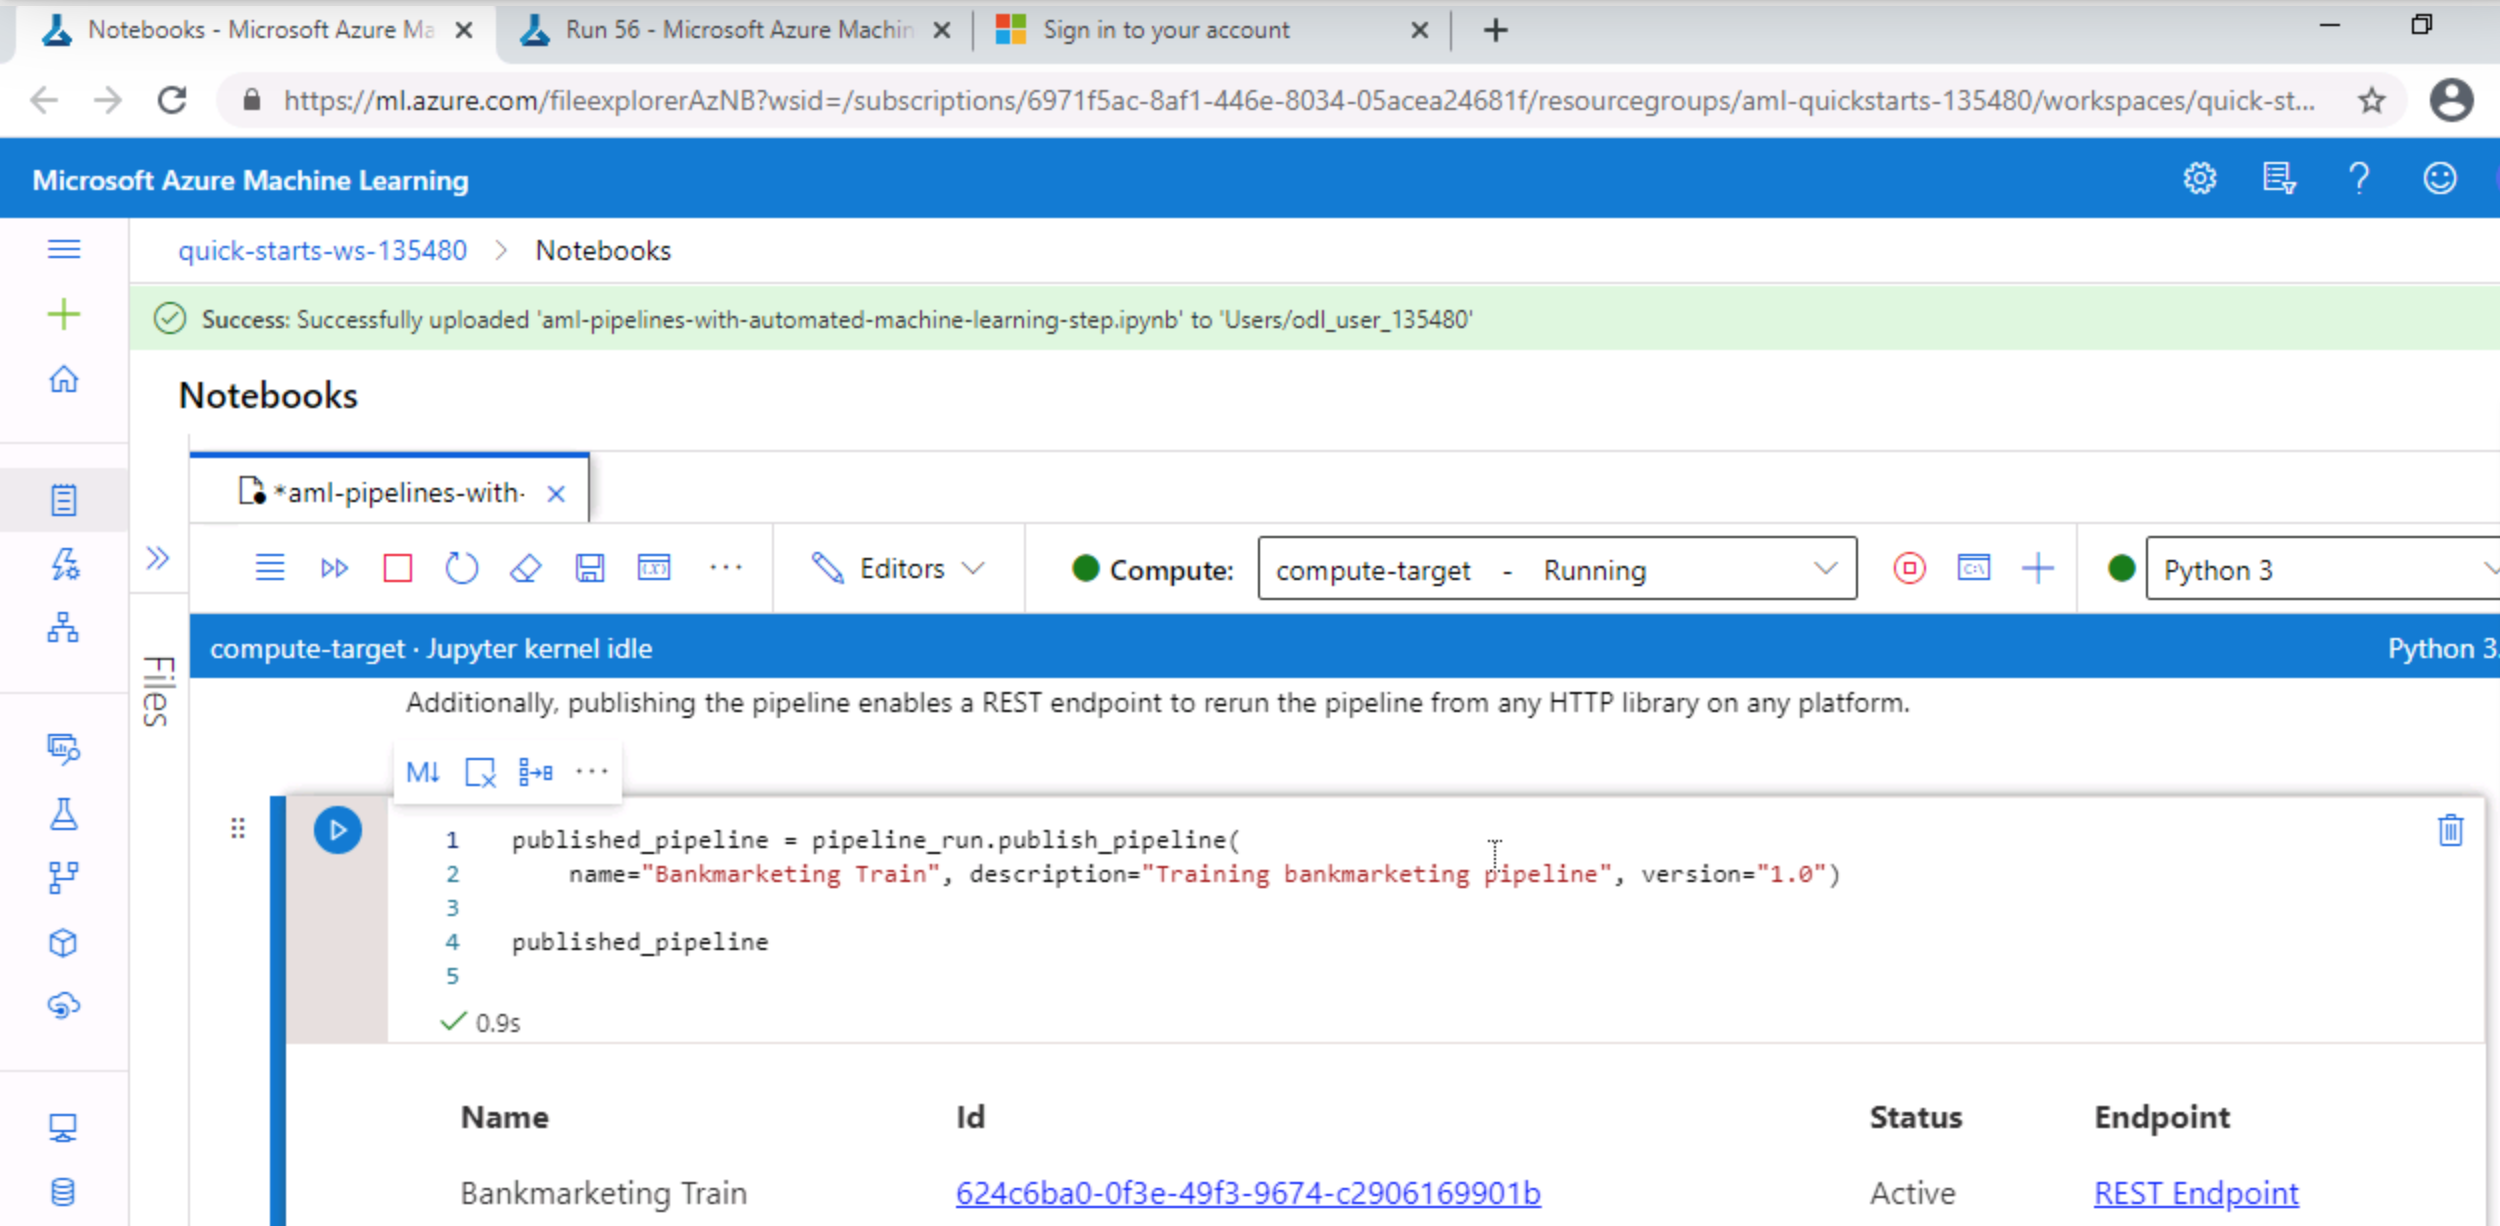 Notebooks - Microsoft Azure Ma
Run 56 - Microsoft Azure Machin
Sign in to your account
https://ml.azure.com/fileexplorerAzNB?wsid=/subscriptions/6971f5ac-8af1-446e-8034-05acea24681f/resourcegroups/aml-quickstarts-135480/workspaces/quick-st...
Microsoft Azure Machine Learning
quick-starts-ws-135480 > Notebooks
Success: Successfully uploaded 'aml-pipelines-with-automated-machine-learning-step.ipynb' to 'Users/odl_user_135480'
Notebooks
*aml-pipelines-with-
Editors
Compute: compute-target - Running
Python 3
Files
compute-target · Jupyter kernel idle
Python 3.
Additionally, publishing the pipeline enables a REST endpoint to rerun the pipeline from any HTTP library on any platform.
M↓ ···
1 published_pipeline = pipeline_run.publish_pipeline(
2 name="Bankmarketing Train", description="Training bankmarketing pipeline", version="1.0")
3
4 published_pipeline
5
0.9s
Name Id Status Endpoint
Bankmarketing Train 624c6ba0-0f3e-49f3-9674-c2906169901b Active REST Endpoint